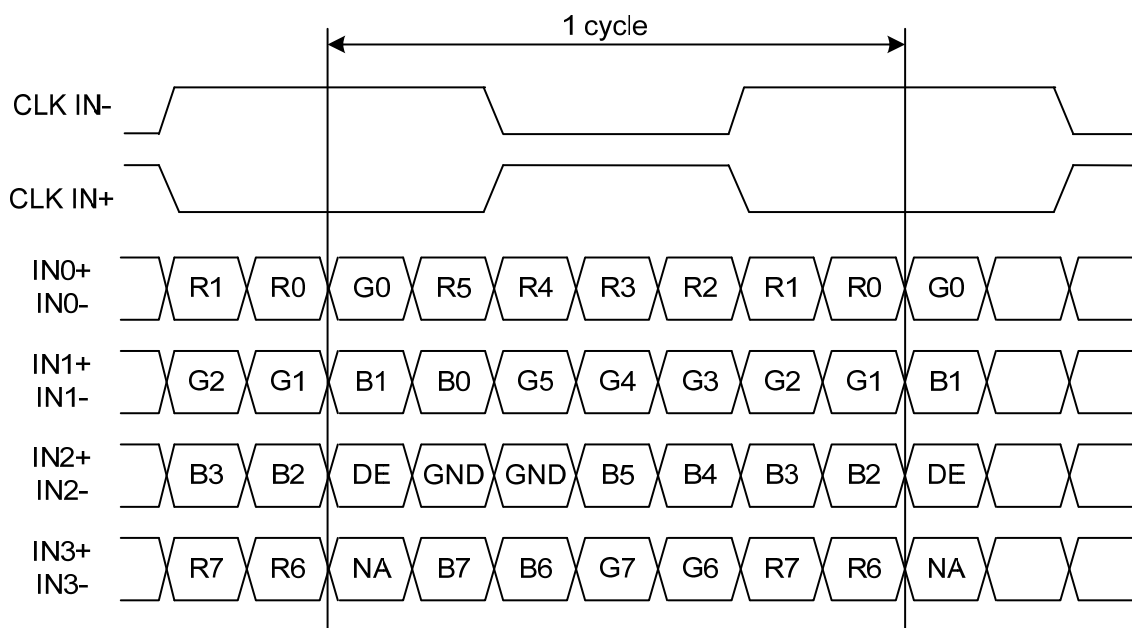 1 cycle
CLK IN-
CLK IN+
IN0+
IN0-
R1 R0 G0 R5 R4 R3 R2 R1 R0 G0
IN1+
IN1-
G2 G1 B1 B0 G5 G4 G3 G2 G1 B1
IN2+
IN2-
B3 B2 DE GND GND B5 B4 B3 B2 DE
IN3+
IN3-
R7 R6 NA B7 B6 G7 G6 R7 R6 NA